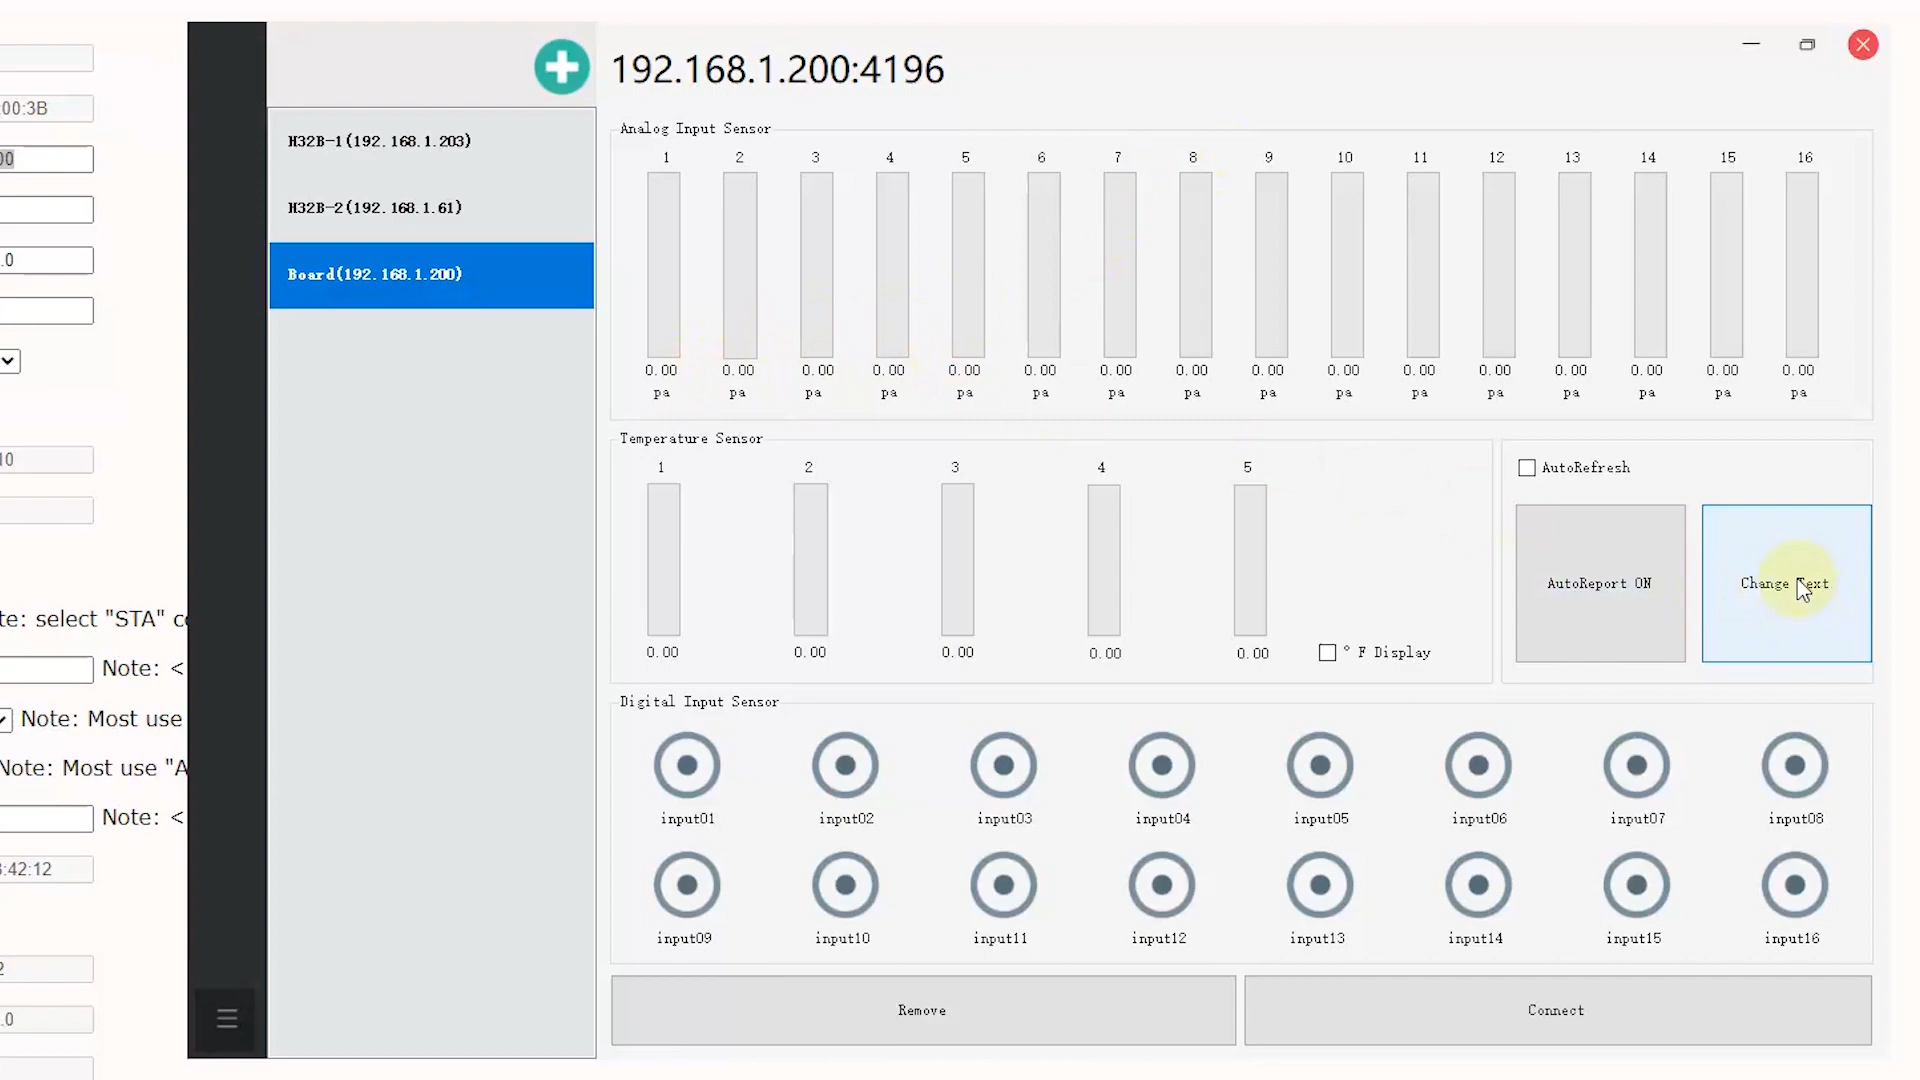 :00:3B
00
.0
10
te: select "STA" c
Note: <
Note: Most use
Note: Most use "A
Note: <
:42:12
2
.0
192.168.1.200:4196
H32B-1(192.168.1.203)
H32B-2(192.168.1.61)
Board(192.168.1.200)
Analog Input Sensor
1 2 3 4 5 6 7 8 9 10 11 12 13 14 15 16
0.00 0.00 0.00 0.00 0.00 0.00 0.00 0.00 0.00 0.00 0.00 0.00 0.00 0.00 0.00 0.00
pa pa pa pa pa pa pa pa pa pa pa pa pa pa pa pa
Temperature Sensor
1 2 3 4 5
0.00 0.00 0.00 0.00 0.00
° F Display
AutoRefresh
AutoReport ON
Change Text
Digital Input Sensor
input01 input02 input03 input04 input05 input06 input07 input08
input09 input10 input11 input12 input13 input14 input15 input16
Remove
Connect